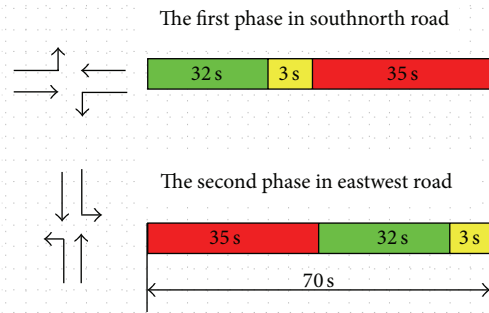 The first phase in southnorth road
32 s 3 s 35 s
The second phase in eastwest road
35 s 32 s 3 s
70 s